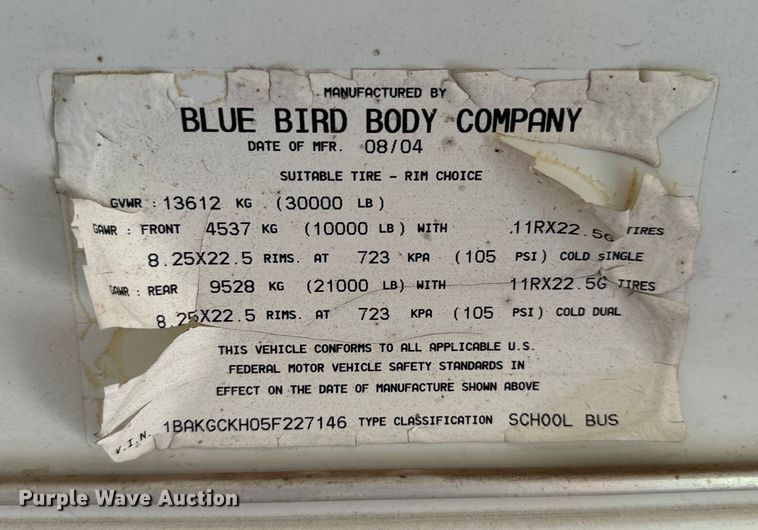 MANUFACTURED BY
BLUE BIRD BODY COMPANY
DATE OF MFR. 08/04
SUITABLE TIRE - RIM CHOICE
GVWR : 13612 KG (30000 LB)
GAWR : FRONT 4537 KG (10000 LB) WITH 11RX22.5G TIRES
8.25X22.5 RIMS. AT 723 KPA (105 PSI) COLD SINGLE
GAWR : REAR 9528 KG (21000 LB) WITH 11RX22.5G TIRES
8.25X22.5 RIMS. AT 723 KPA (105 PSI) COLD DUAL
THIS VEHICLE CONFORMS TO ALL APPLICABLE U.S.
FEDERAL MOTOR VEHICLE SAFETY STANDARDS IN
EFFECT ON THE DATE OF MANUFACTURE SHOWN ABOVE
V.I.N. 1BAKGCKH05F227146 TYPE CLASSIFICATION SCHOOL BUS
Purple Wave Auction